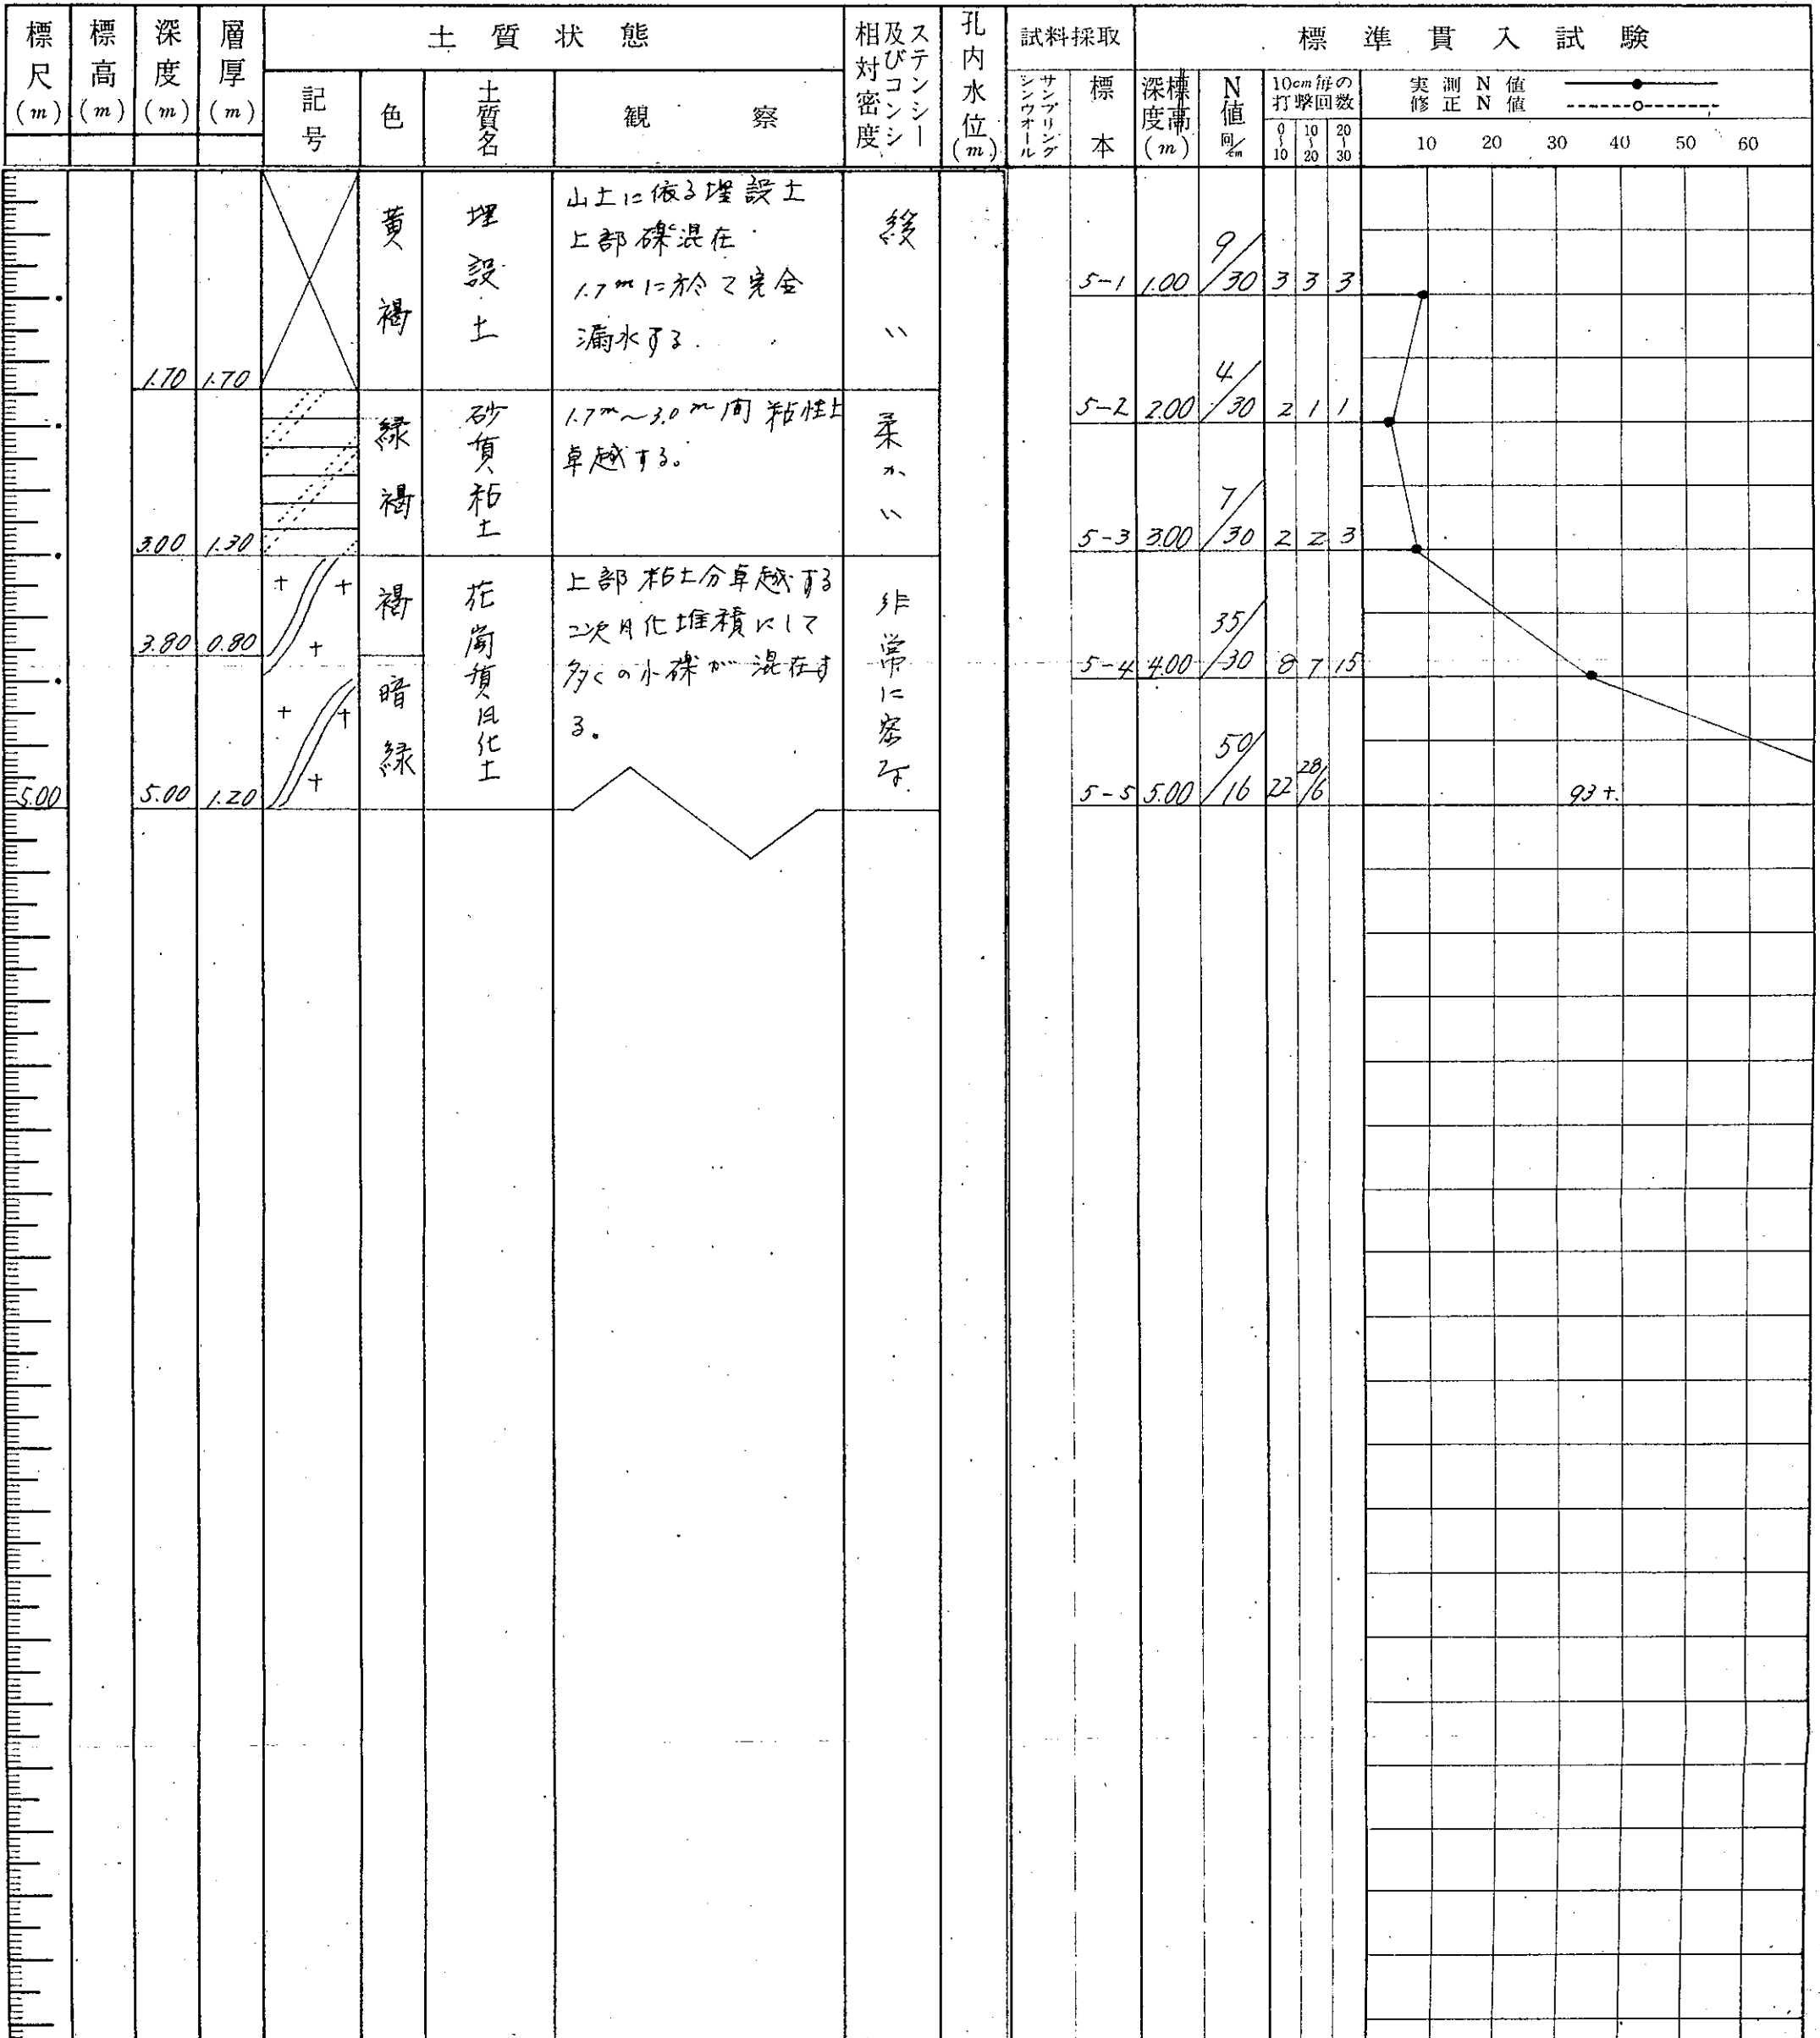 標尺(m)
標高(m)
深度(m)
層厚(m)
土質状態
記号
色
土質名
観察
相対密度及びコンシステンシー
孔内水位(m)
試料採取
シンウオールサンプリング
標本
標準貫入試験
深度標高(m)
N値 回/cm
10cm毎の打撃回数
0~10 10~20 20~30
実測N値
修正N値
10 20 30 40 50 60
1.70 1.70
黄褐
埋設土
山土に依る埋設土
上部礫混在
1.7mに於て完全
漏水する.
緩い
5-1 1.00 9/30 3 3 3
5-2 2.00 4/30 2 1 1
3.00 1.30
緑褐
砂質粘土
1.7m~3.0m間 粘性土
卓越する。
柔かい
5-3 3.00 7/30 2 2 3
3.80 0.80
褐
花崗質風化土
上部粘土分卓越する
二次風化堆積にして
多くの小礫が混在す
る。
非常に密な
5-4 4.00 35/30 8 7 15
5.00 5.00 1.20
暗緑
5-5 5.00 50/16 22 28/6
93+.